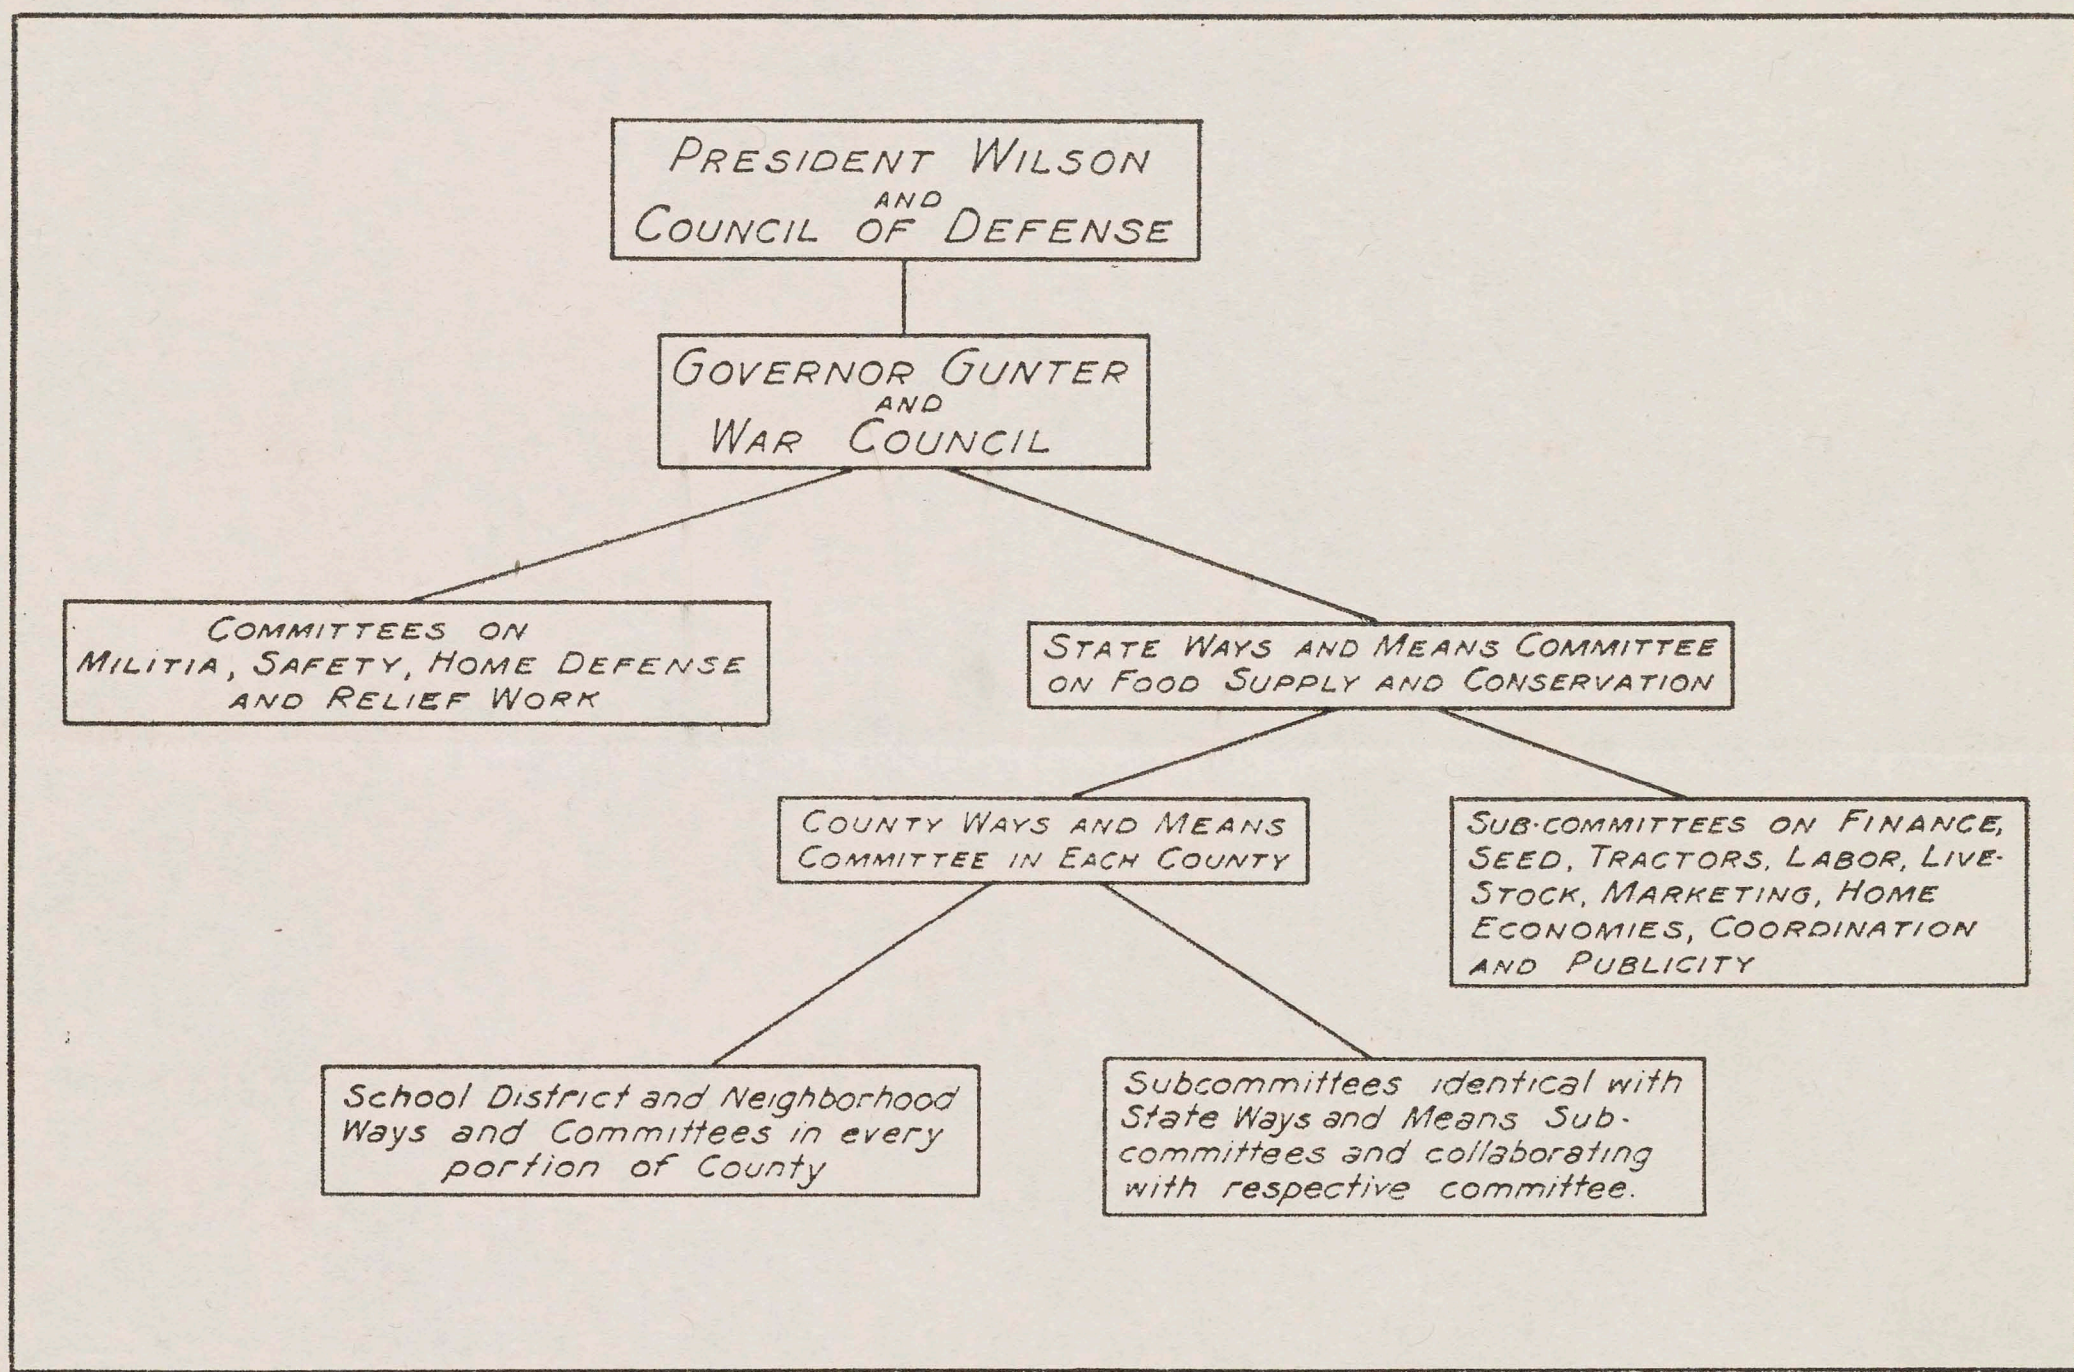 PRESIDENT WILSON
AND
COUNCIL OF DEFENSE
GOVERNOR GUNTER
AND
WAR COUNCIL
COMMITTEES ON
MILITIA, SAFETY, HOME DEFENSE
AND RELIEF WORK
STATE WAYS AND MEANS COMMITTEE
ON FOOD SUPPLY AND CONSERVATION
COUNTY WAYS AND MEANS
COMMITTEE IN EACH COUNTY
SUB-COMMITTEES ON FINANCE,
SEED, TRACTORS, LABOR, LIVE-
STOCK, MARKETING, HOME
ECONOMIES, COORDINATION
AND PUBLICITY
School District and Neighborhood
Ways and Committees in every
portion of County
Subcommittees identical with
State Ways and Means Sub-
committees and collaborating
with respective committee.